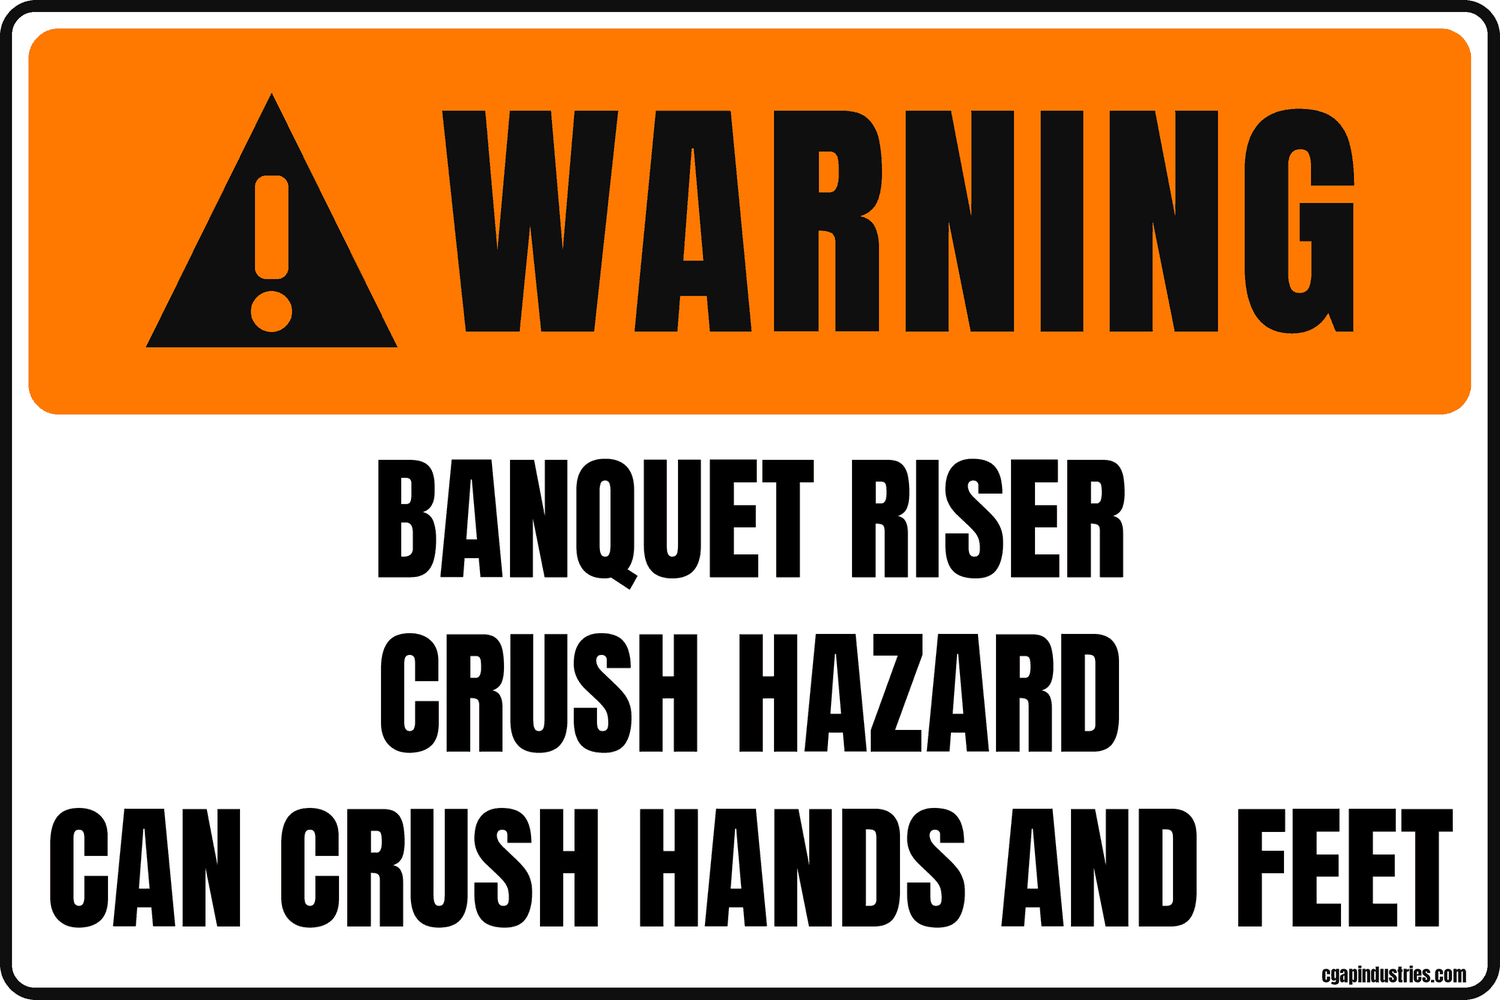 WARNING
BANQUET RISER
CRUSH HAZARD
CAN CRUSH HANDS AND FEET
cgapindustries.com